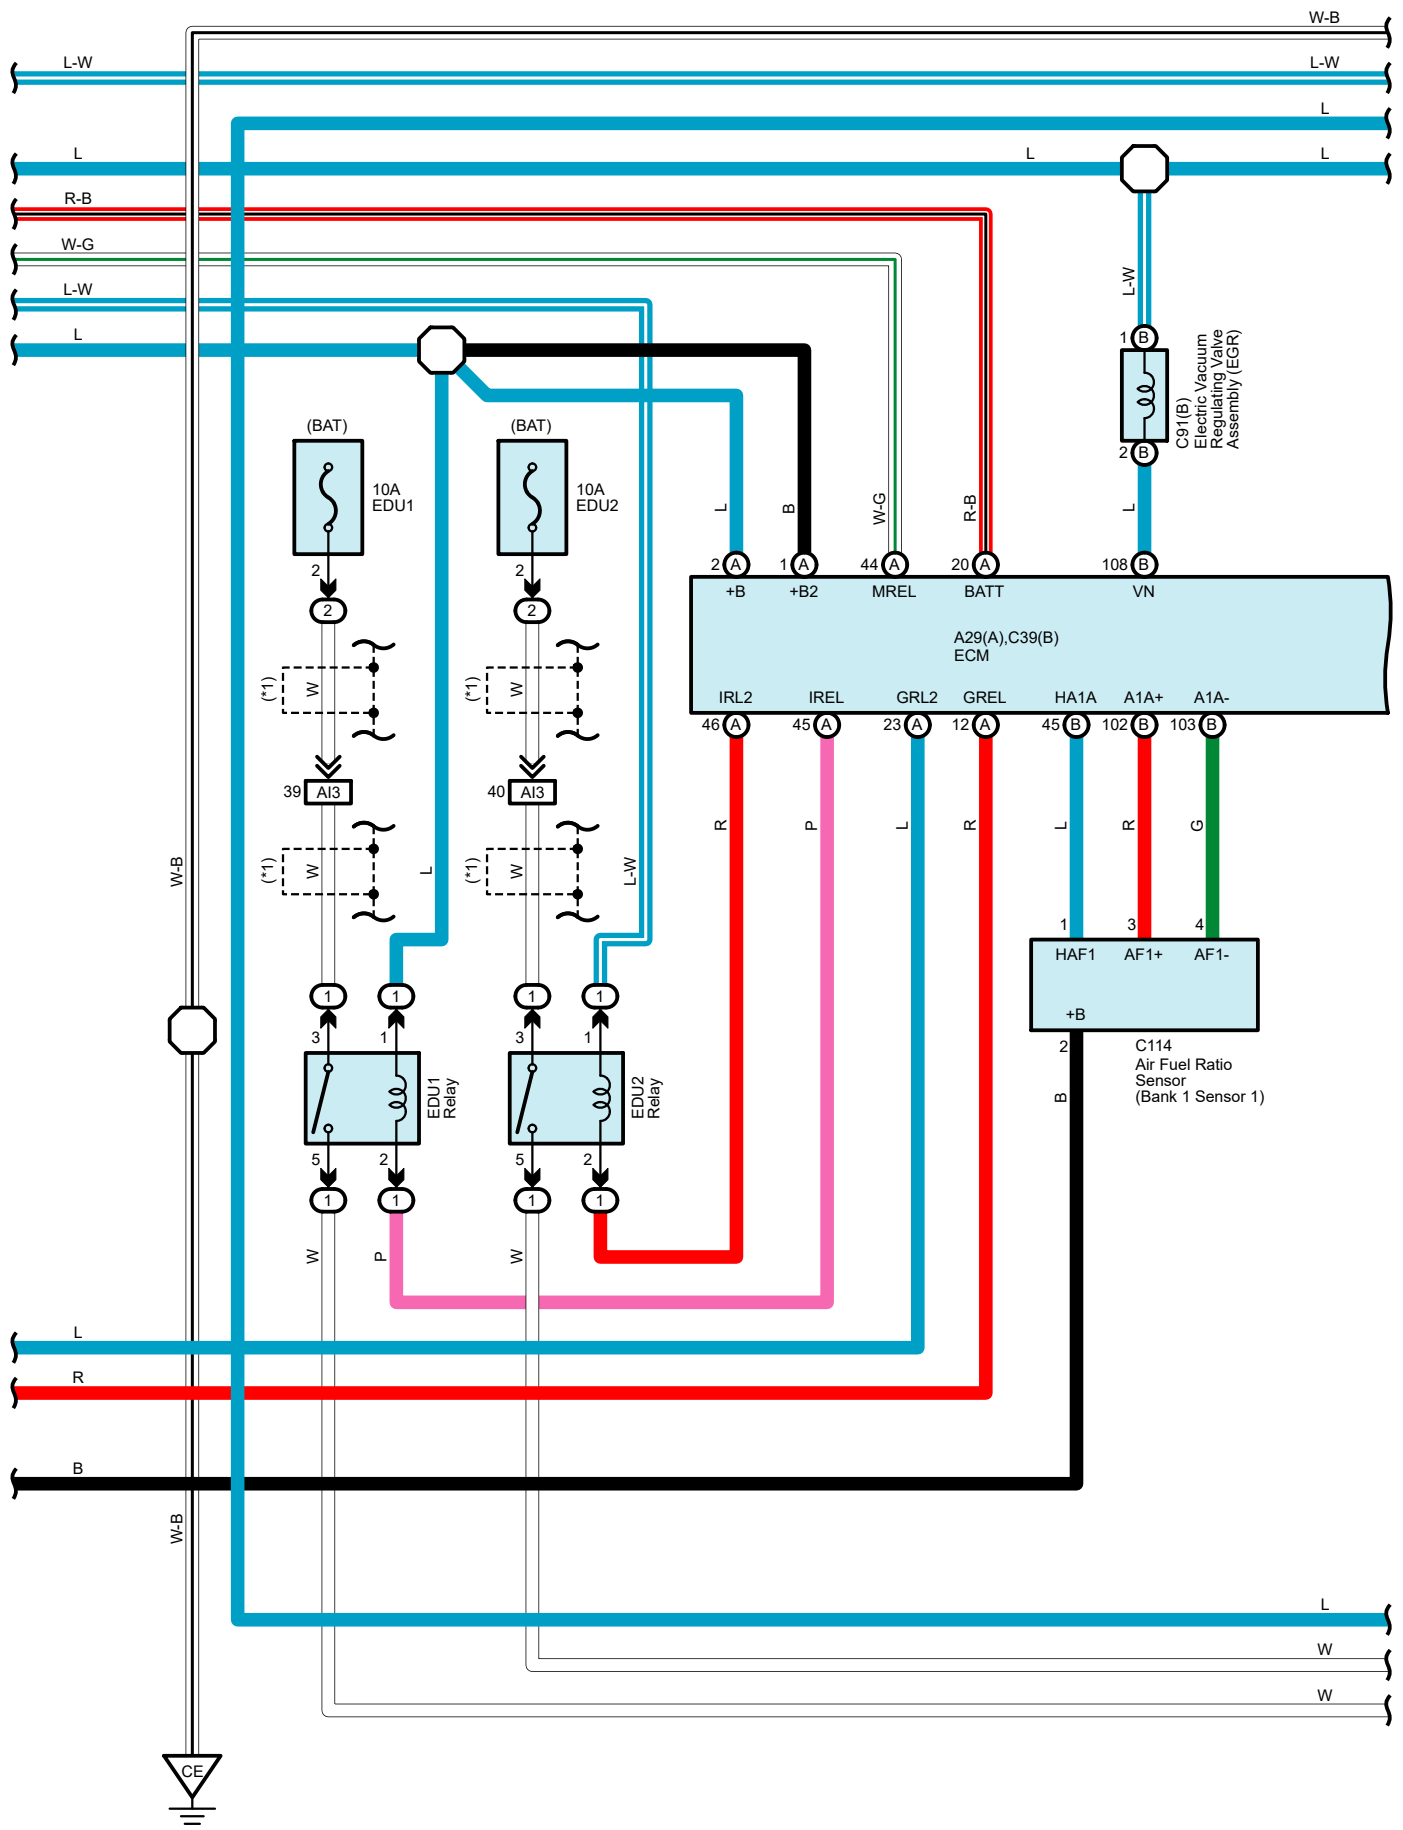 W-B
L-W
L-W
L
L
L
L
R-B
W-G
L-W
L
L-W
1
B
C91(B)
Electric Vacuum
Regulating Valve
Assembly (EGR)
2
B
(BAT)
(BAT)
10A
EDU1
10A
EDU2
L
B
W-G
R-B
L
2
2
2
A
1
A
44
A
20
A
108
B
+B
+B2
MREL
BATT
VN
2
2
A29(A),C39(B)
ECM
(*1)
W
(*1)
W
IRL2
IREL
GRL2
GREL
HA1A
A1A+
A1A-
46
A
45
A
23
A
12
A
45
B
102
B
103
B
39
AI3
40
AI3
R
P
L
R
L
R
G
W-B
(*1)
W
L
(*1)
W
L-W
1
3
4
HAF1
AF1+
AF1-
+B
1
1
1
1
3
1
3
1
2
C114
Air Fuel Ratio
Sensor
(Bank 1 Sensor 1)
B
EDU1
Relay
EDU2
Relay
5
2
5
2
1
1
1
1
W
P
W
L
R
B
W-B
L
W
W
CE